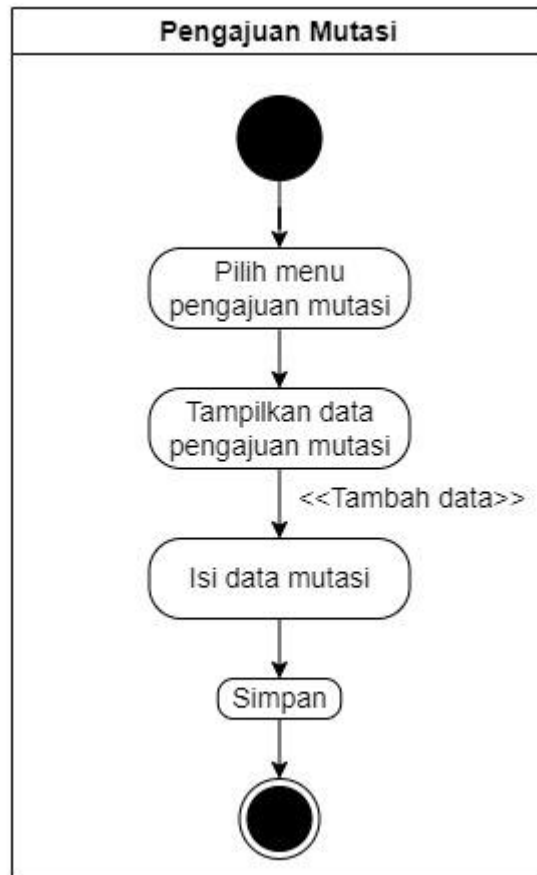 Pengajuan Mutasi
Pilih menu
pengajuan mutasi
Tampilkan data
pengajuan mutasi
<<Tambah data>>
Isi data mutasi
Simpan